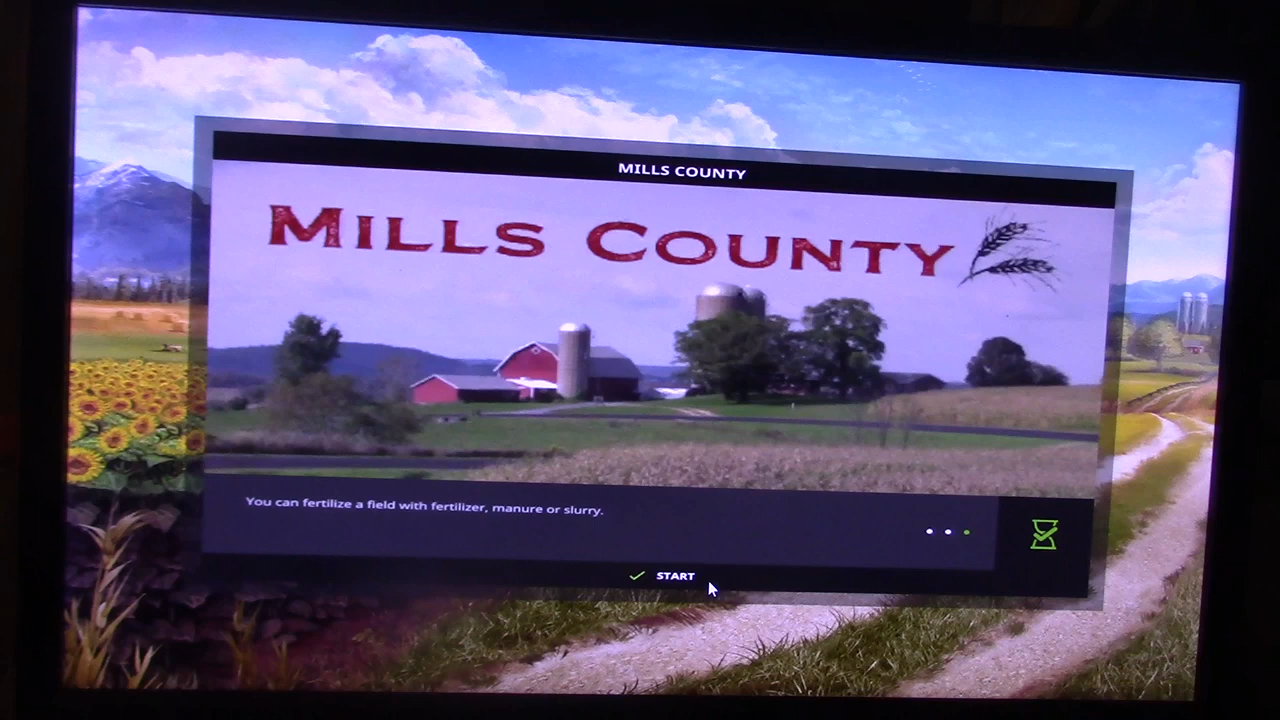 MILLS COUNTY
MILLS COUNTY
You can fertilize a field with fertilizer, manure or slurry.
START